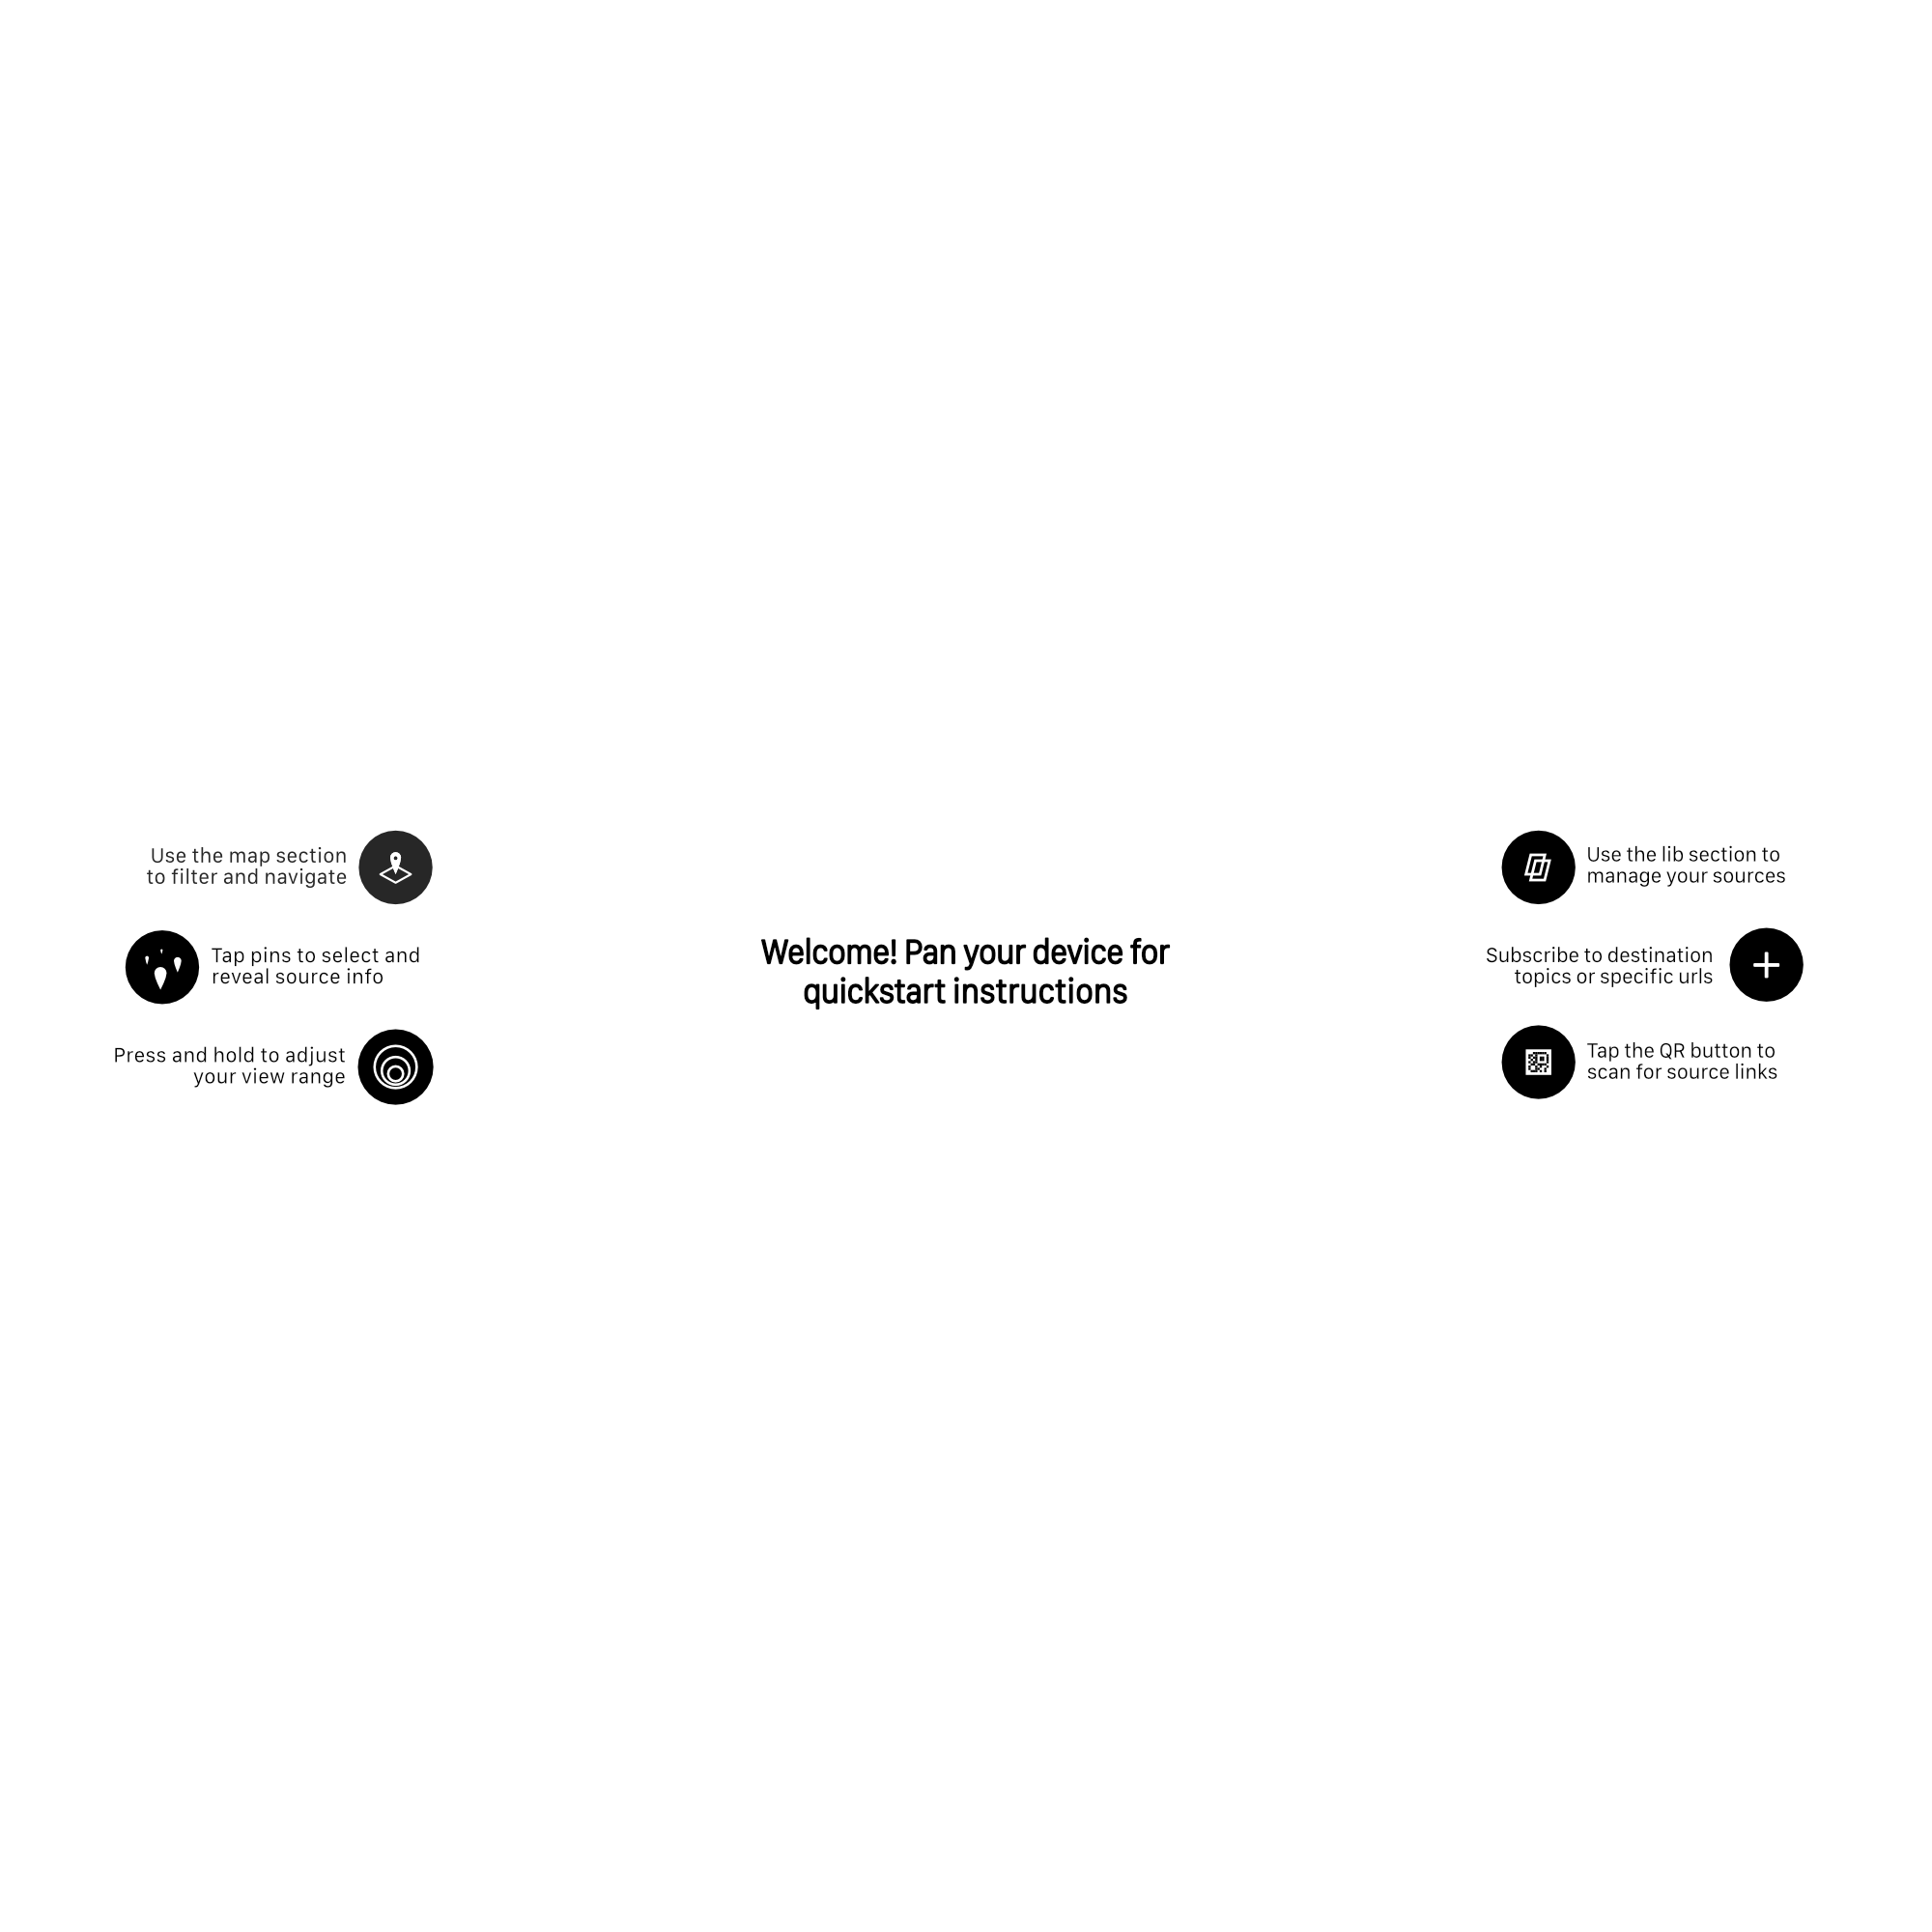 Use the map section
to filter and navigate
Tap pins to select and
reveal source info
Press and hold to adjust
your view range
Welcome! Pan your device for
quickstart instructions
Use the lib section to
manage your sources
Subscribe to destination
topics or specific urls
Tap the QR button to
scan for source links